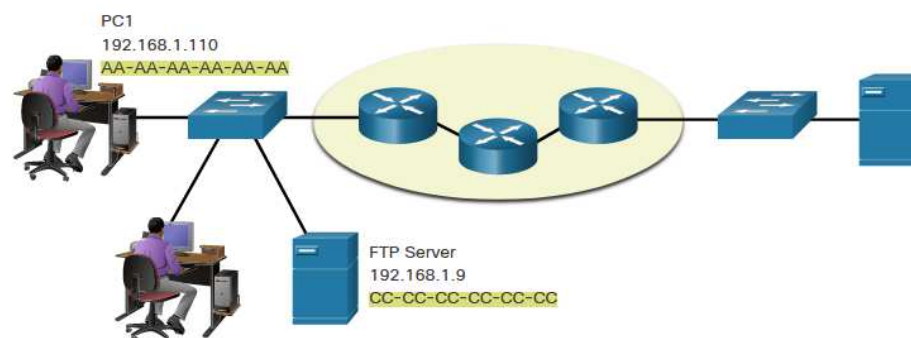 PC1
192.168.1.110
AA-AA-AA-AA-AA-AA
FTP Server
192.168.1.9
CC-CC-CC-CC-CC-CC